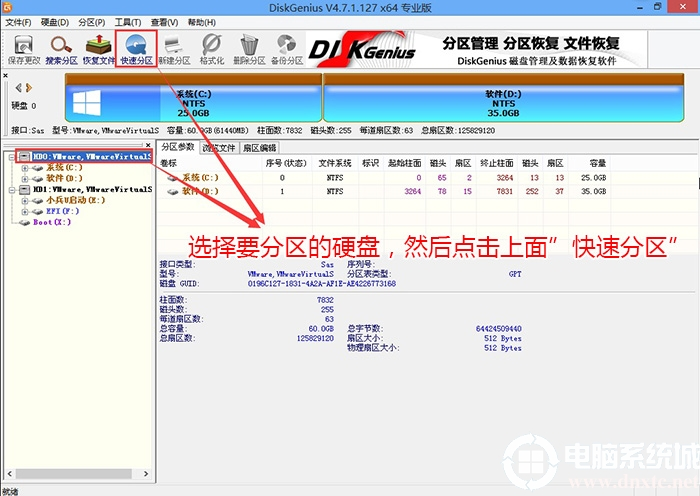 DiskGenius V4.7.1.127 x64 专业版
文件(F) 硬盘(D) 分区(P) 工具(T) 查看(V) 帮助(H)
保存更改 搜索分区 恢复文件 快速分区 新建分区 格式化 删除分区 备份分区
DISKGenius
分区管理 分区恢复 文件恢复
DiskGenius 磁盘管理及数据恢复软件
硬盘 0
系统(C:)
NTFS
25.0GB
软件(D:)
NTFS
35.0GB
接口:Sas 型号:VMware,VMwareVirtualS 容量:60.0GB(61440MB) 柱面数:7832 磁头数:255 每道扇区数:63 总扇区数:125829120
HD0:VMware,VMwareVirtualS
系统(C:)
软件(D:)
HD1:VMware,VMwareVirtualS
小兵U启动(E:)
EFI(F:)
Boot(X:)
分区参数 浏览文件 扇区编辑
卷标 序号(状态) 文件系统 标识 起始柱面 磁头 扇区 终止柱面 磁头 扇区 容量
系统(C:) 0 NTFS 0 65 2 3264 13 13 25.0GB
软件(D:) 1 NTFS 3264 78 15 7831 252 37 35.0GB
选择要分区的硬盘，然后点击上面”快速分区”
接口类型: Sas 序列号:
型号: VMware,VMwareVirtualS 分区表类型: GPT
磁盘 GUID: 0196C127-1831-4A2A-AF1E-AE4226773168
柱面数: 7832
磁头数: 255
每道扇区数: 63
总容量: 60.0GB 总字节数: 64424509440
总扇区数: 125829120 扇区大小: 512 Bytes
物理扇区大小: 512 Bytes
电脑系统城
www.dnxtc.net
就绪